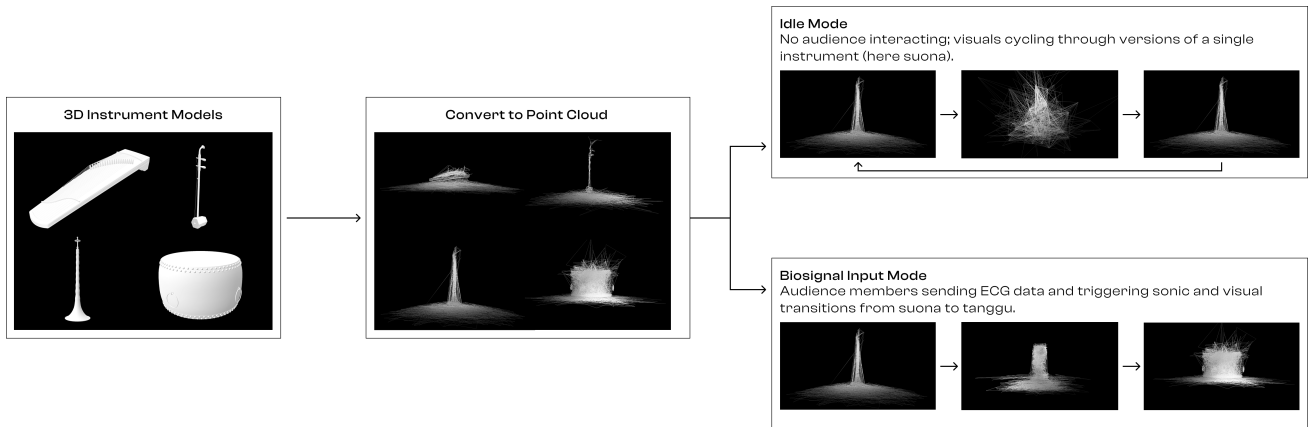 3D Instrument Models
Convert to Point Cloud
Idle Mode
No audience interacting; visuals cycling through versions of a single
instrument (here suona).
Biosignal Input Mode
Audience members sending ECG data and triggering sonic and visual
transitions from suona to tanggu.